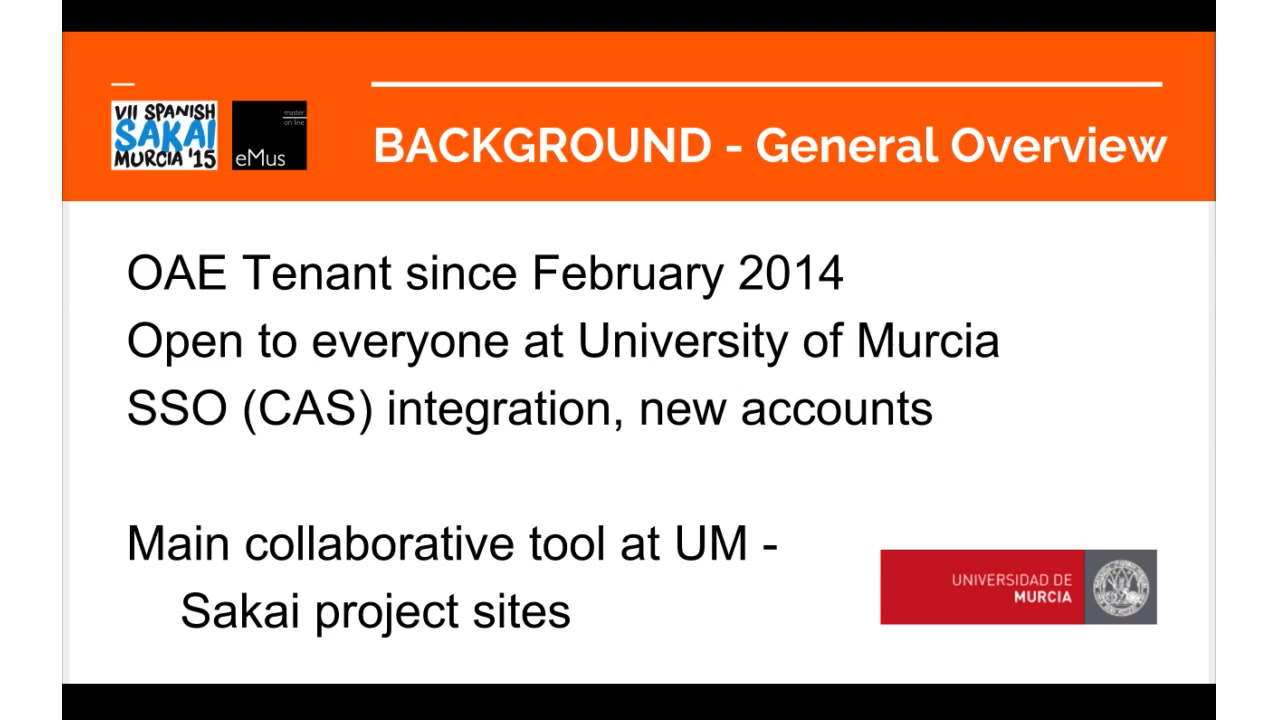 VII SPANISH
SAKAI
MURCIA '15
master
on line
eMus
BACKGROUND - General Overview
OAE Tenant since February 2014
Open to everyone at University of Murcia
SSO (CAS) integration, new accounts
Main collaborative tool at UM -
Sakai project sites
UNIVERSIDAD DE
MURCIA